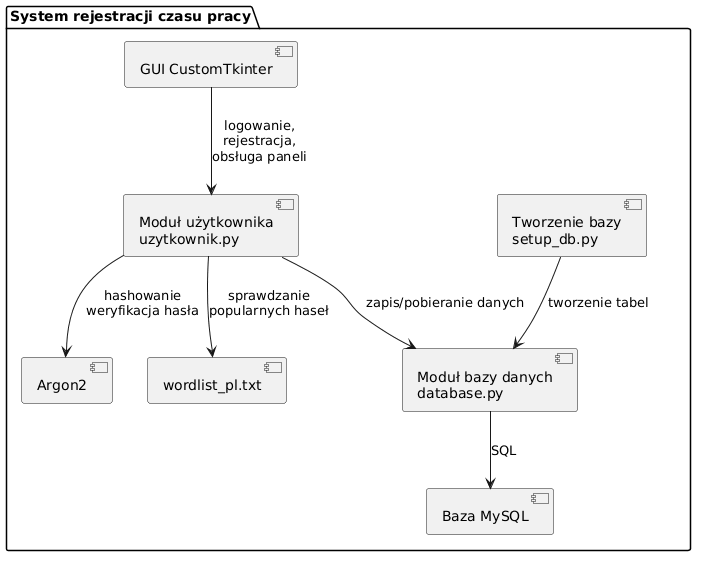 System rejestracji czasu pracy
GUI CustomTkinter
logowanie,
rejestracja,
obsługa paneli
Moduł użytkownika
uzytkownik.py
Tworzenie bazy
setup_db.py
hashowanie
weryfikacja hasła
sprawdzanie
popularnych haseł
zapis/pobieranie danych
tworzenie tabel
Argon2
wordlist_pl.txt
Moduł bazy danych
database.py
SQL
Baza MySQL